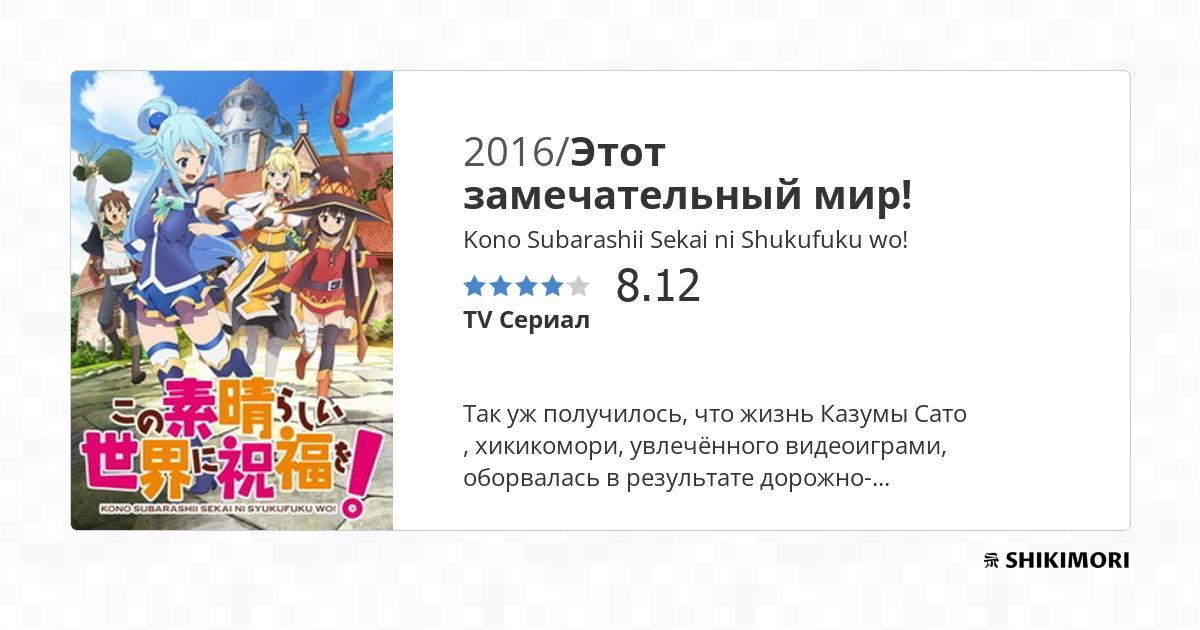 この素晴らしい
世界に祝福を!
KONO SUBARASHII SEKAI NI SYUKUFUKU WO!
2016/Этот
замечательный мир!
Kono Subarashii Sekai ni Shukufuku wo!
8.12
TV Сериал
Так уж получилось, что жизнь Казумы Сато
, хикикомори, увлечённого видеоиграми,
оборвалась в результате дорожно-...
SHIKIMORI